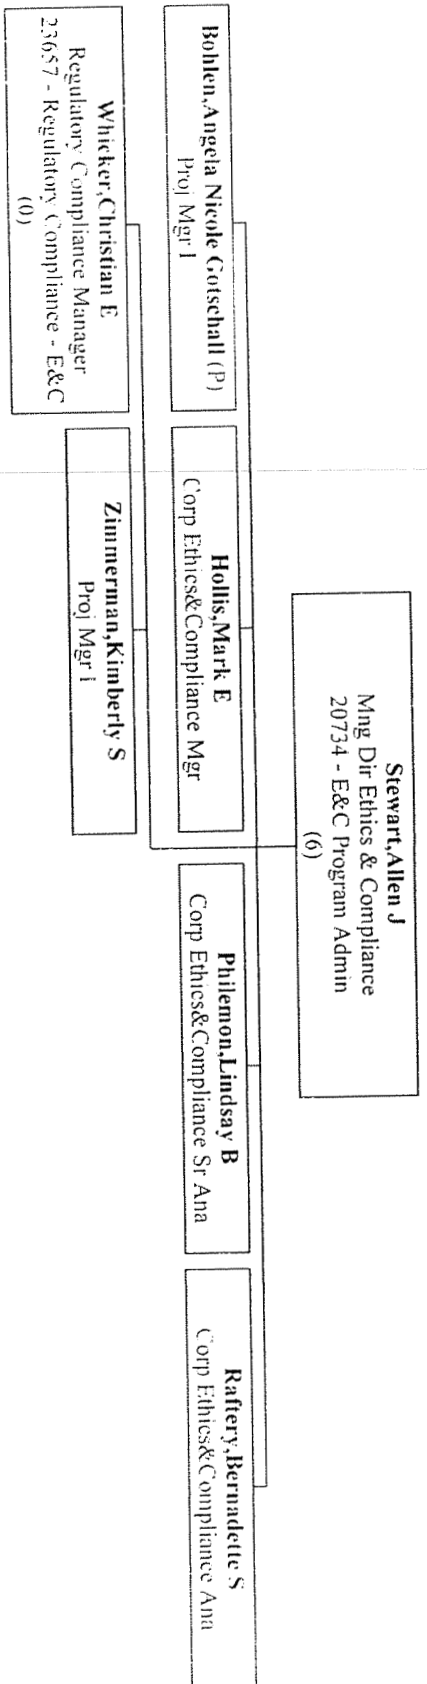 Stewart,Allen J
Mng Dir Ethics & Compliance
20734 - E&C Program Admin
(6)
Bohlen,Angela Nicole Gotschall (P)
Proj Mgr I
Hollis,Mark E
Corp Ethics&Compliance Mgr
Philemon,Lindsay B
Corp Ethics&Compliance Sr Ana
Raftery,Bernadette S
Corp Ethics&Compliance Ana
Whicker,Christian E
Regulatory Compliance Manager
23657 - Regulatory Compliance - E&C
(0)
Zimmerman,Kimberly S
Proj Mgr I